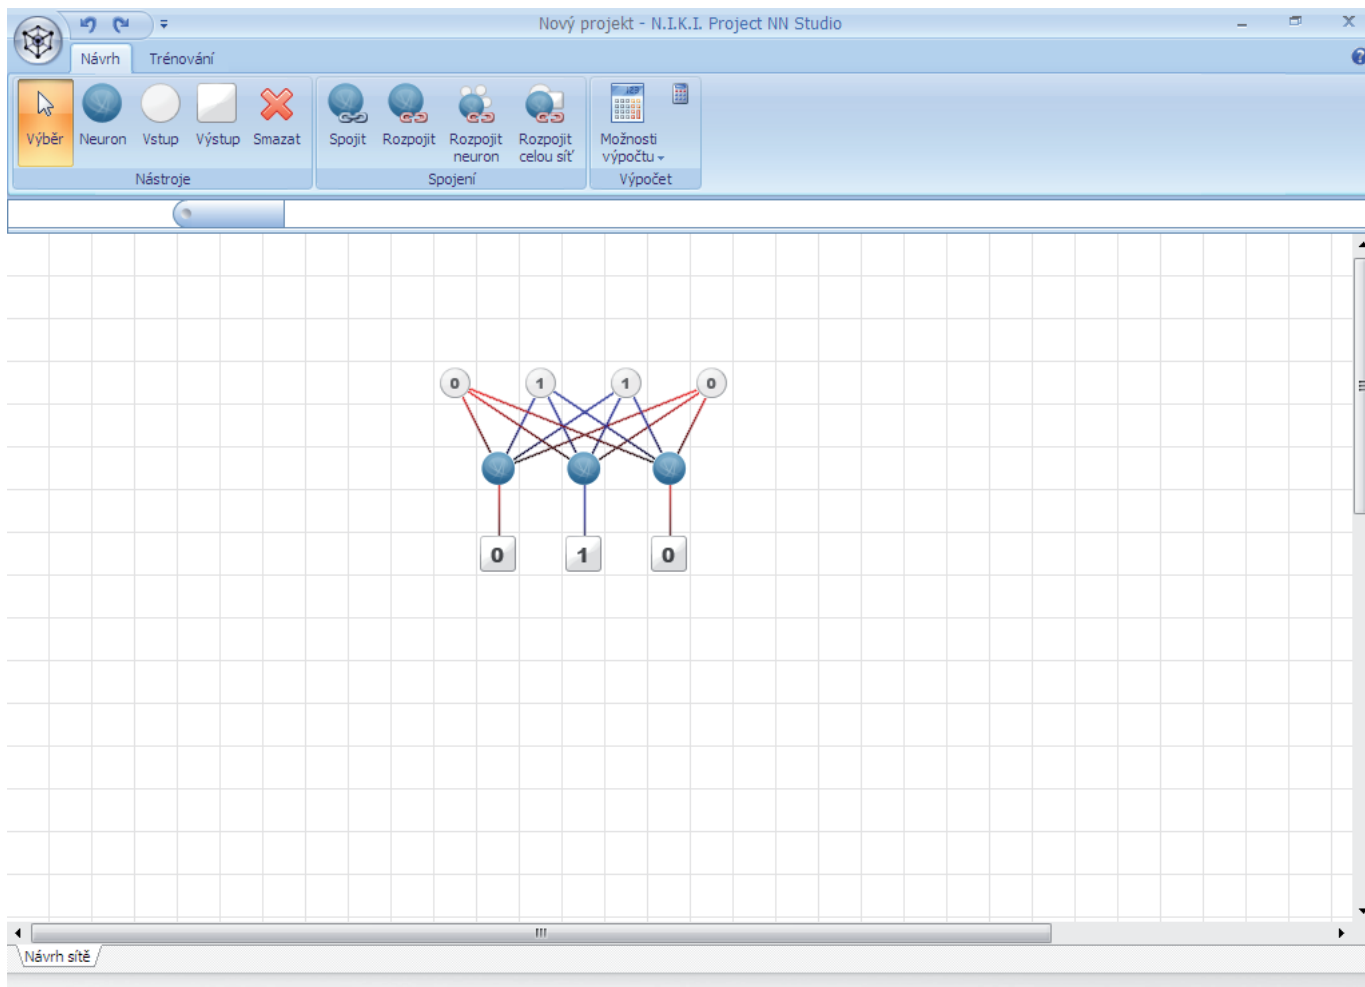 Nový projekt - N.I.K.I. Project NN Studio
Návrh Trénování
Výběr Neuron Vstup Výstup Smazat Spojit Rozpojit Rozpojit neuron Rozpojit celou síť Možnosti výpočtu
Nástroje Spojení Výpočet
0 1 1 0
0 1 0
Návrh sítě